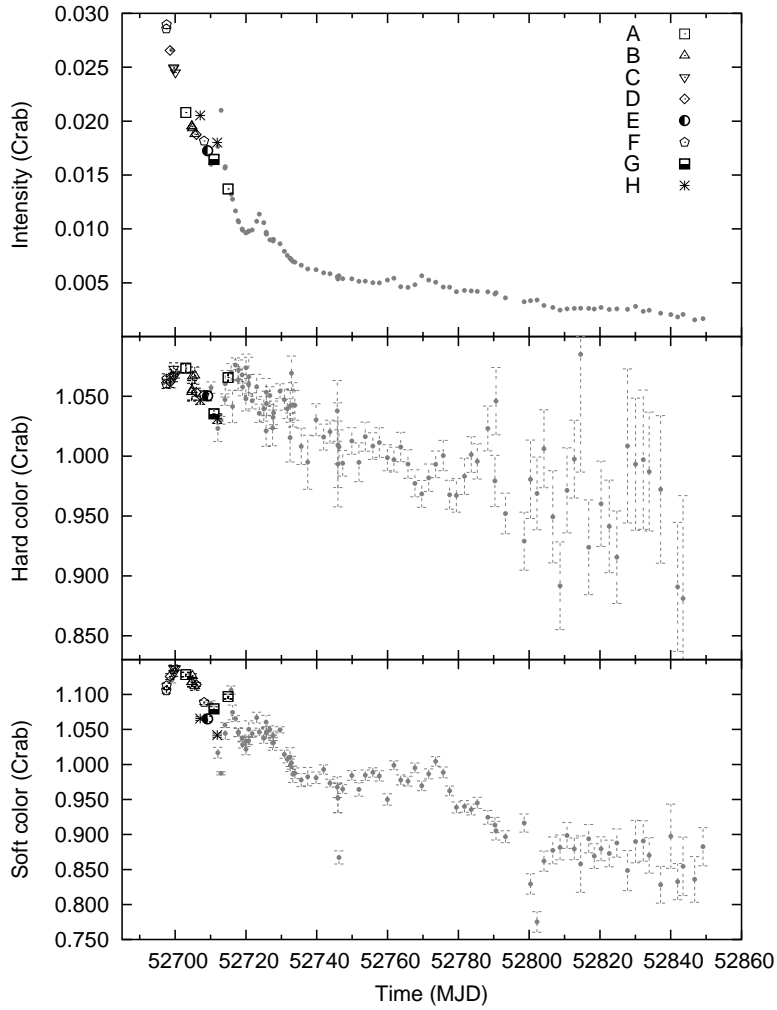 0.030
0.025
0.020
0.015
0.010
0.005
Intensity (Crab)
A
B
C
D
E
F
G
H
1.050
1.000
0.950
0.900
0.850
Hard color (Crab)
1.100
1.050
1.000
0.950
0.900
0.850
0.800
0.750
Soft color (Crab)
52700 52720 52740 52760 52780 52800 52820 52840 52860
Time (MJD)